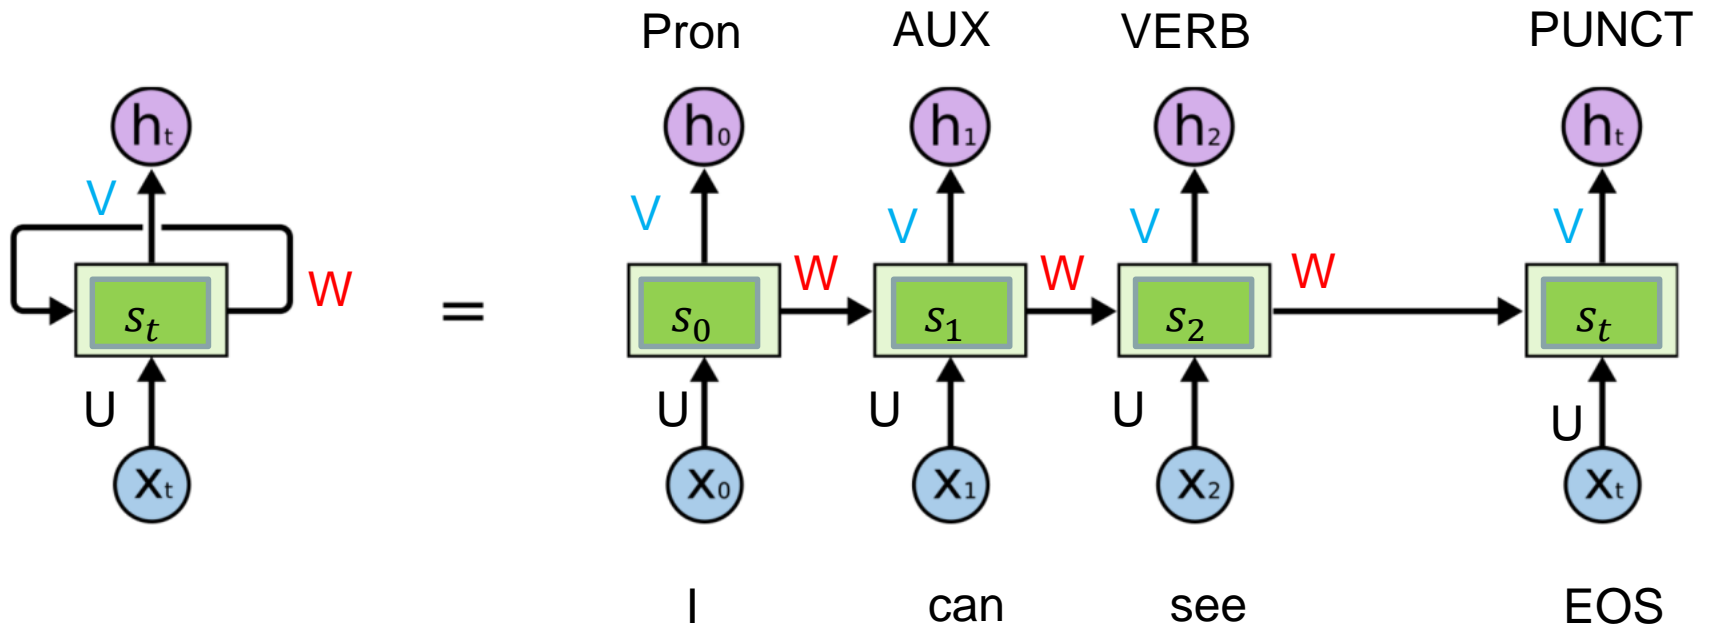 Pron AUX VERB PUNCT
ht h0 h1 h2 ht
V V V V V
W W W W
st = s0 s1 s2 st
U U U U U
xt x0 x1 x2 xt
I can see EOS